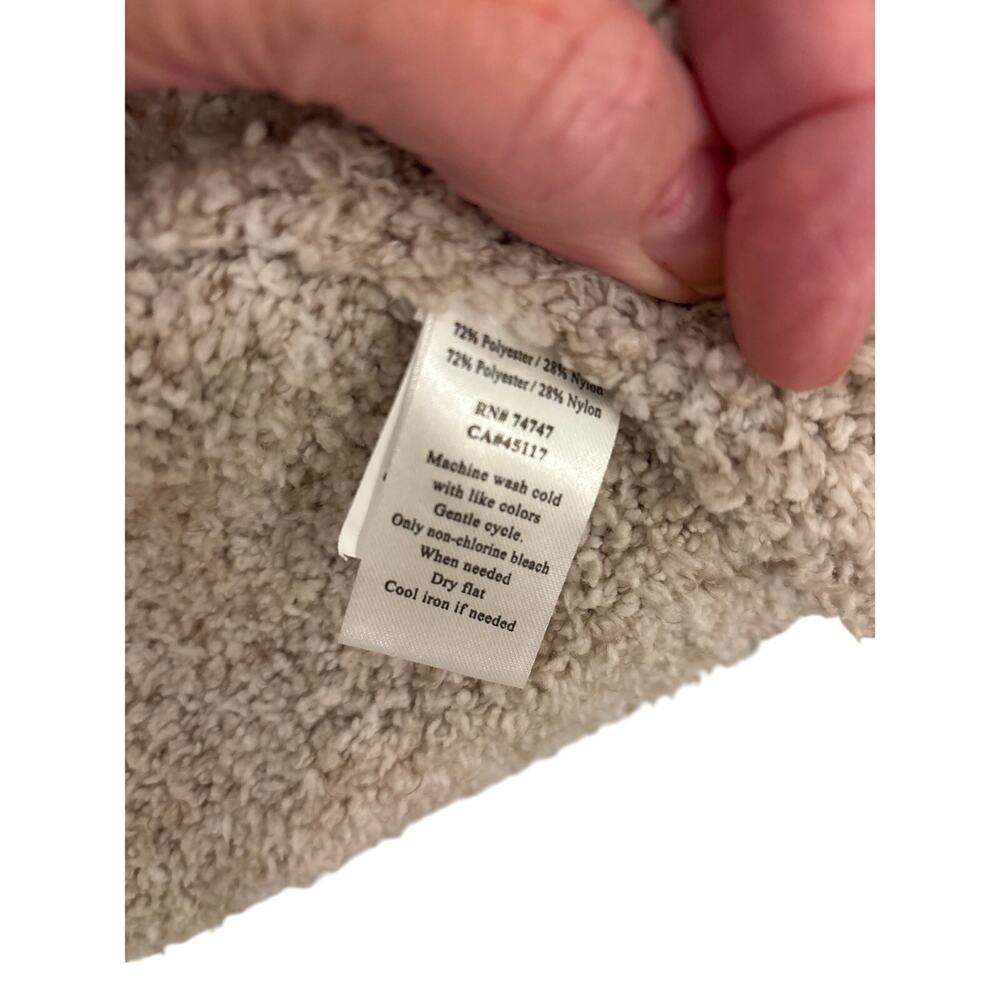 72% Polyester / 28% Nylon
72% Polyester / 28% Nylon
RN# 74747
CA#45117
Machine wash cold
with like colors
Gentle cycle.
Only non-chlorine bleach
When needed
Dry flat
Cool iron if needed